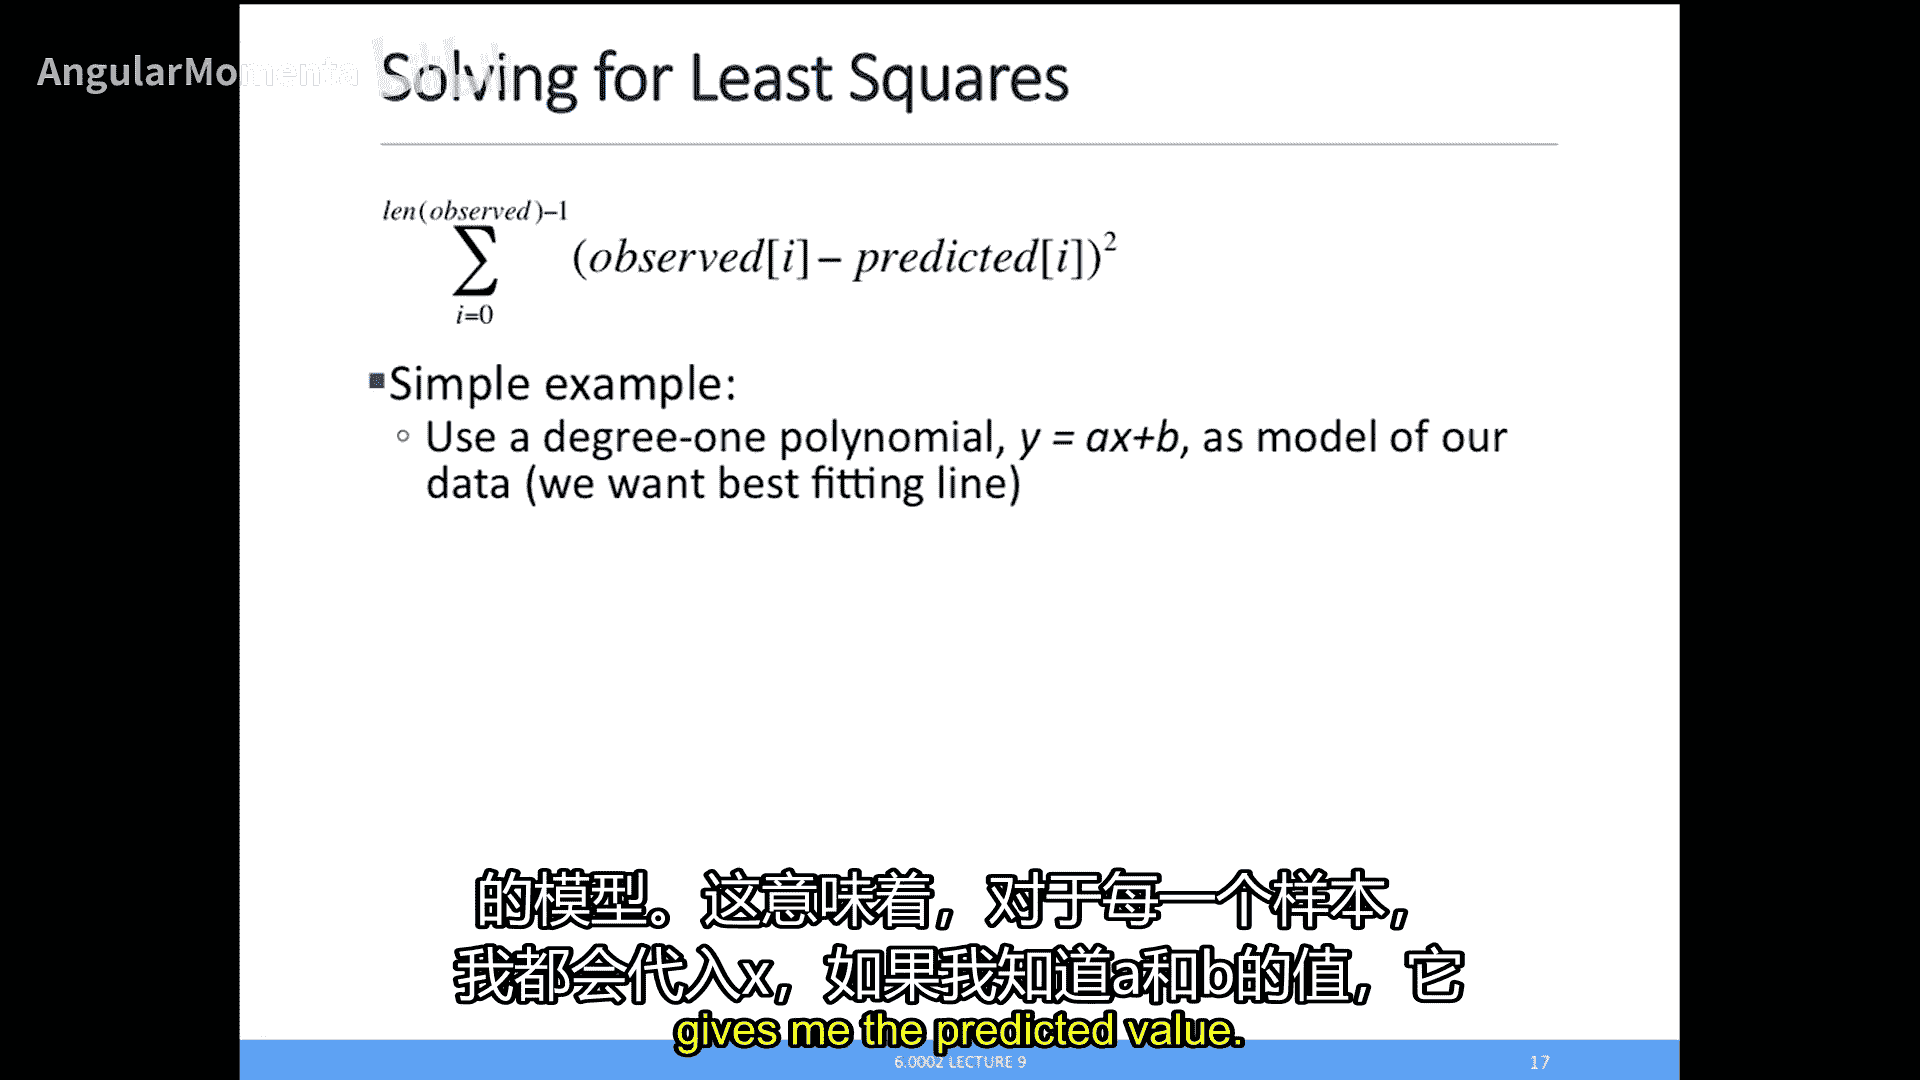 AngularMomenta bilibili
Solving for Least Squares
len(observed)–1
∑ (observed[i] – predicted[i])²
i=0
Simple example:
Use a degree-one polynomial, y = ax+b, as model of our
data (we want best fitting line)
的模型。这意味着，对于每一个样本，
我都会代入x，如果我知道a和b的值，它
gives me the predicted value.
6.0002 LECTURE 9
17